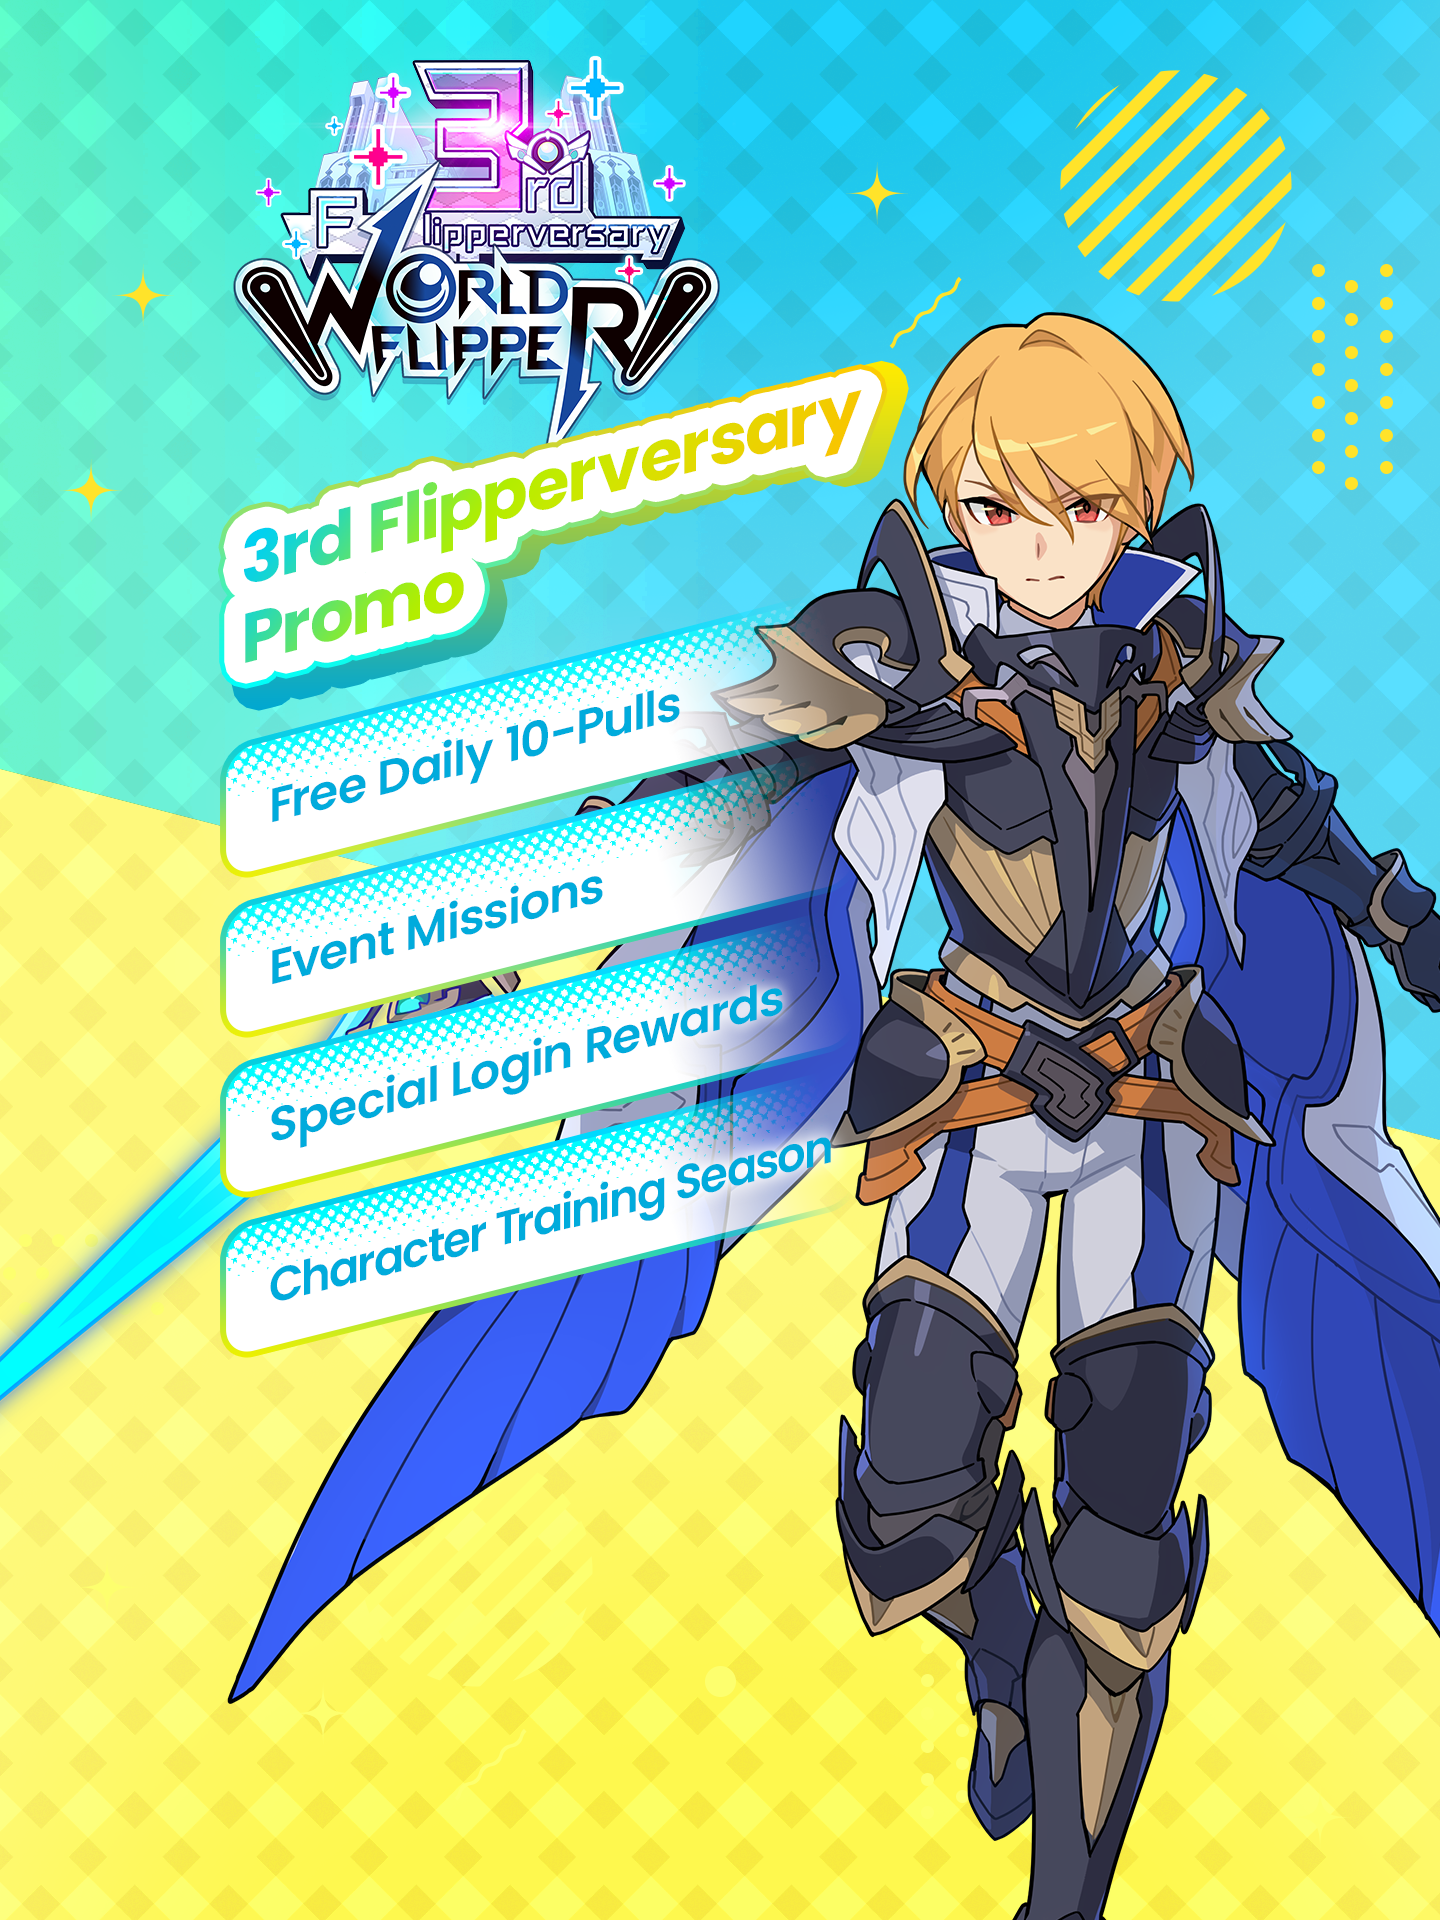 3rd
Flipperversary
WORLD
FLIPPER
3rd Flipperversary
Promo
Free Daily 10-Pulls
Event Missions
Special Login Rewards
Character Training Season